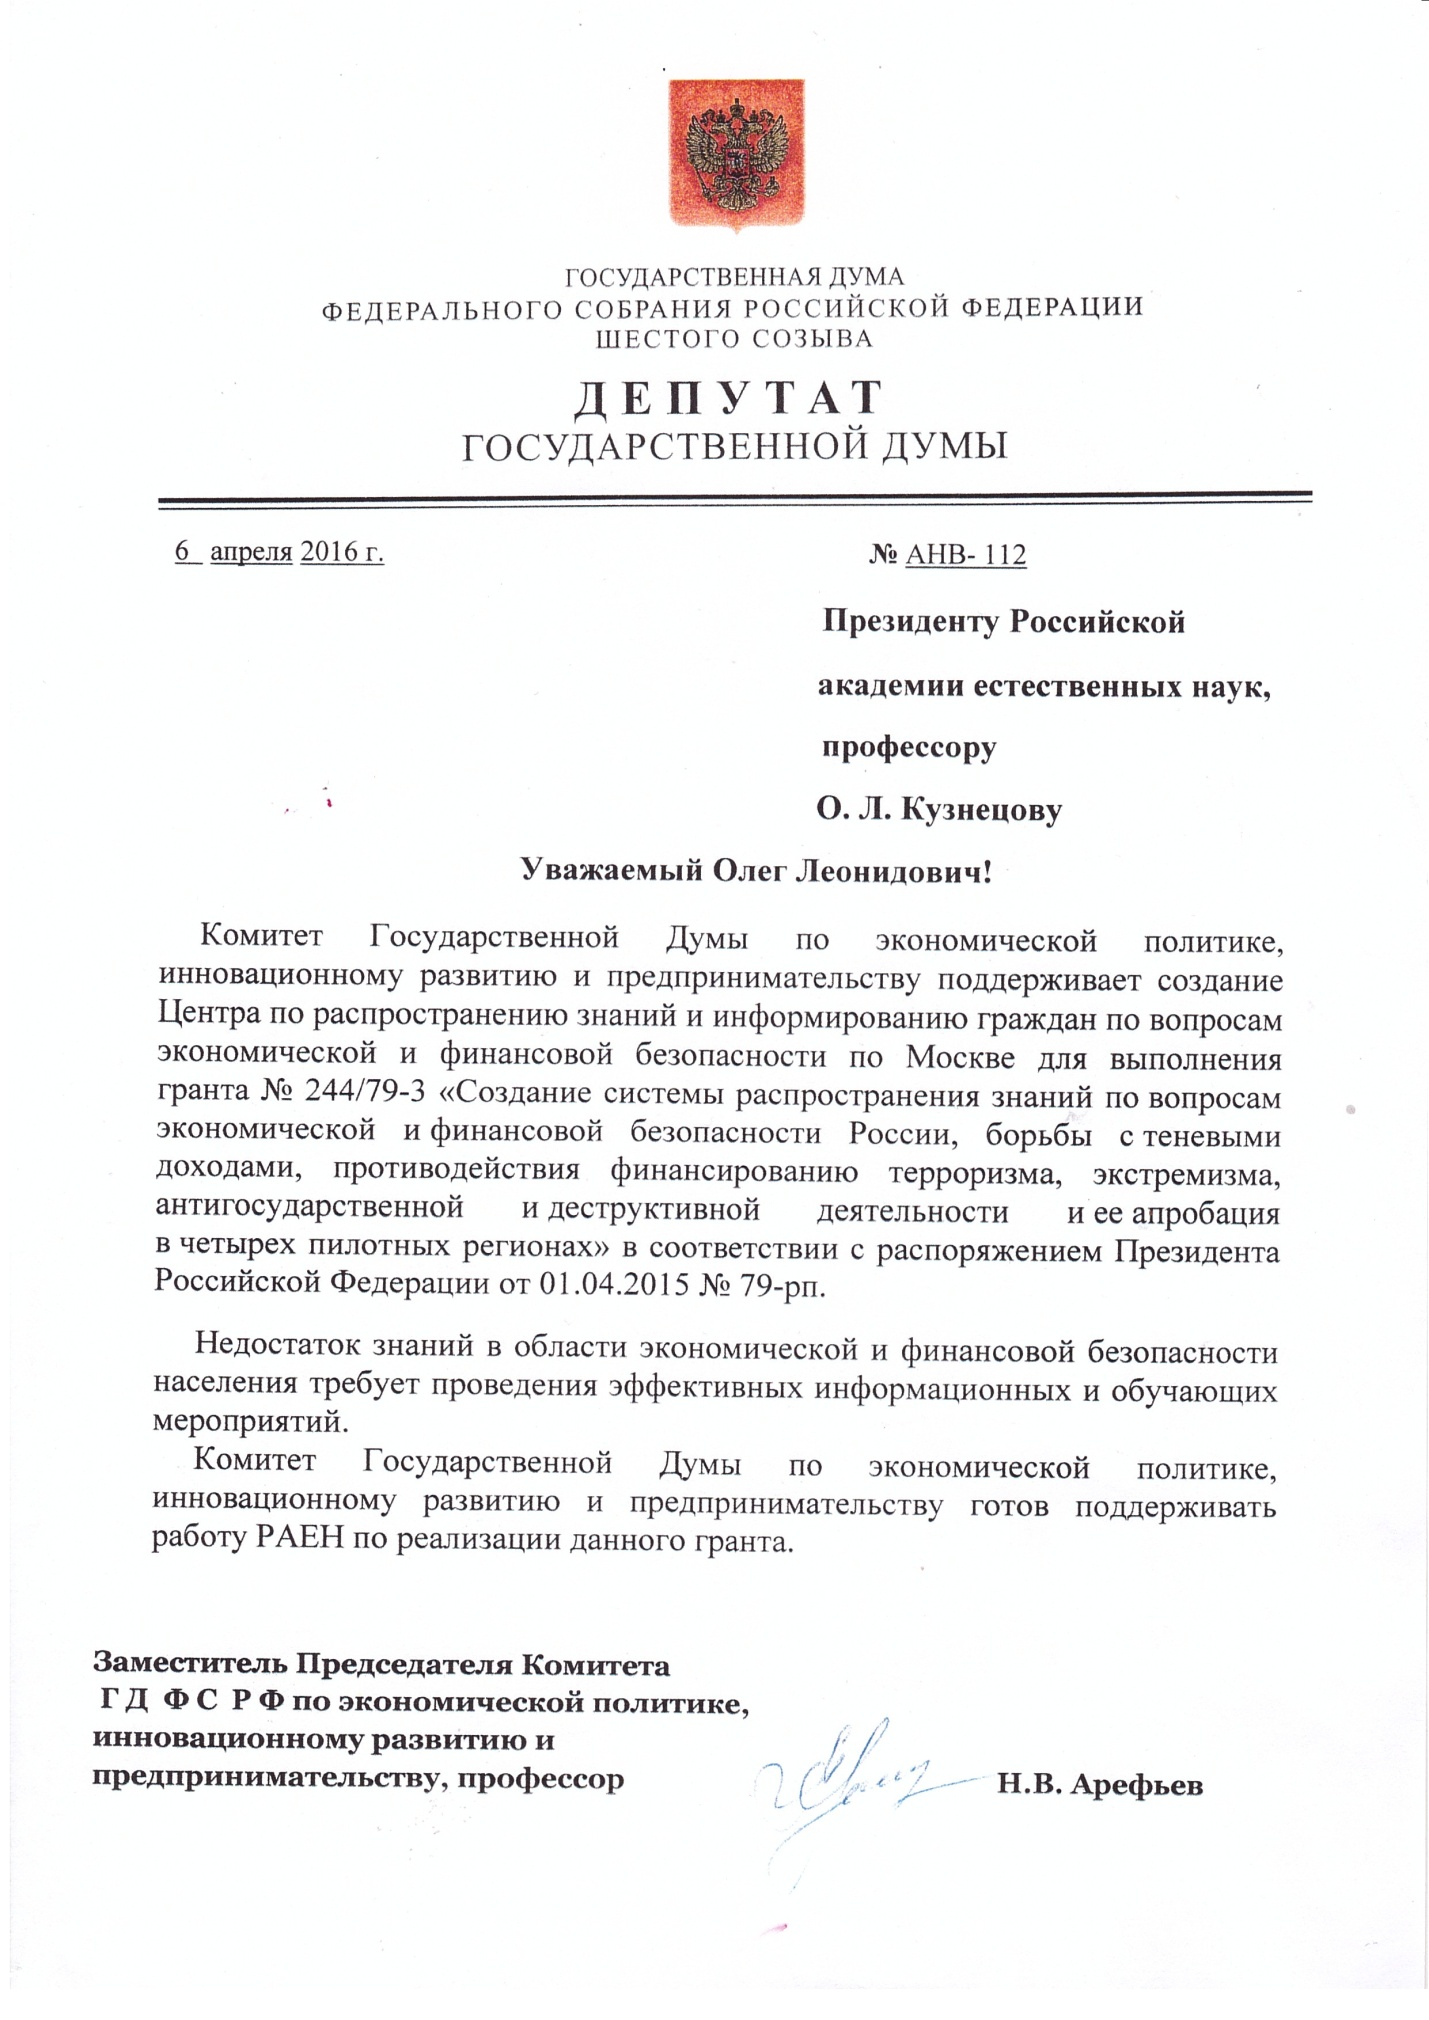 ГОСУДАРСТВЕННАЯ ДУМА
ФЕДЕРАЛЬНОГО СОБРАНИЯ РОССИЙСКОЙ ФЕДЕРАЦИИ
ШЕСТОГО СОЗЫВА
ДЕПУТАТ
ГОСУДАРСТВЕННОЙ ДУМЫ
6 апреля 2016 г. № АНВ- 112
Президенту Российской
академии естественных наук,
профессору
О. Л. Кузнецову
Уважаемый Олег Леонидович!
Комитет Государственной Думы по экономической политике,
инновационному развитию и предпринимательству поддерживает создание
Центра по распространению знаний и информированию граждан по вопросам
экономической и финансовой безопасности по Москве для выполнения
гранта № 244/79-3 «Создание системы распространения знаний по вопросам
экономической и финансовой безопасности России, борьбы с теневыми
доходами, противодействия финансированию терроризма, экстремизма,
антигосударственной и деструктивной деятельности и ее апробация
в четырех пилотных регионах» в соответствии с распоряжением Президента
Российской Федерации от 01.04.2015 № 79-рп.
Недостаток знаний в области экономической и финансовой безопасности
населения требует проведения эффективных информационных и обучающих
мероприятий.
Комитет Государственной Думы по экономической политике,
инновационному развитию и предпринимательству готов поддерживать
работу РАЕН по реализации данного гранта.
Заместитель Председателя Комитета
ГД ФС РФ по экономической политике,
инновационному развитию и
предпринимательству, профессор Н.В. Арефьев